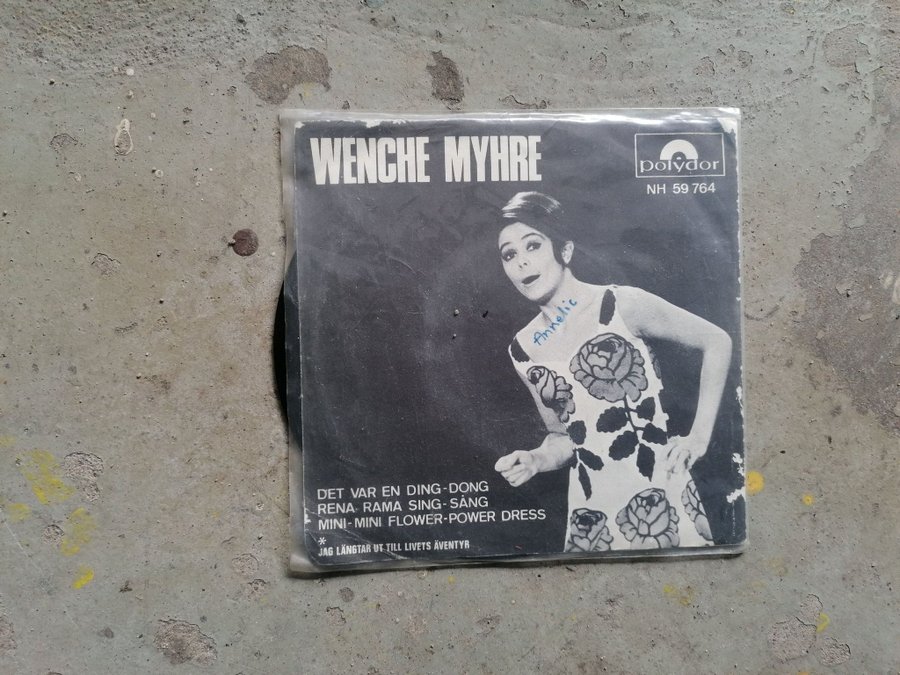 WENCHE MYHRE
polydor
NH 59 764
Annelic
DET VAR EN DING-DONG
RENA RAMA SING-SÅNG
MINI-MINI FLOWER-POWER DRESS
*
JAG LÄNGTAR UT TILL LIVETS ÄVENTYR